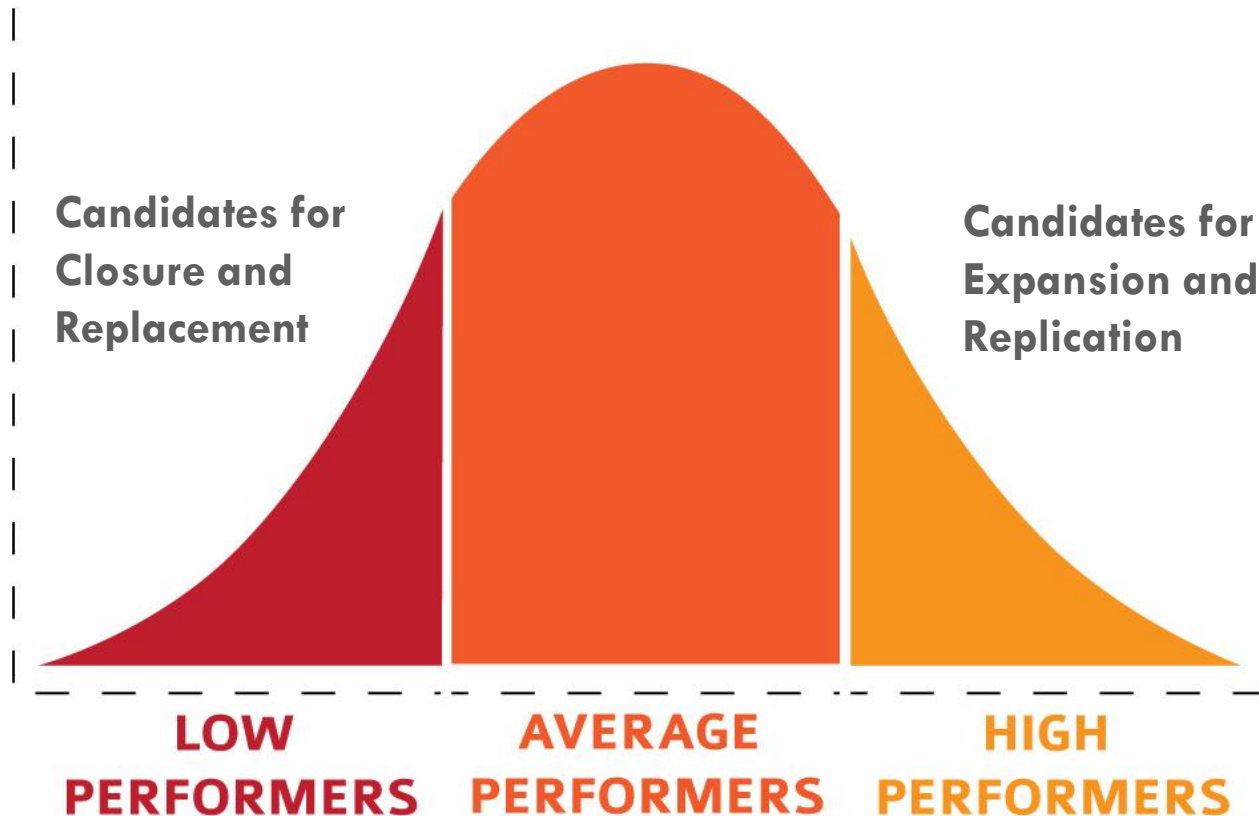 Candidates for
Closure and
Replacement
Candidates for
Expansion and
Replication
LOW
PERFORMERS
AVERAGE
PERFORMERS
HIGH
PERFORMERS